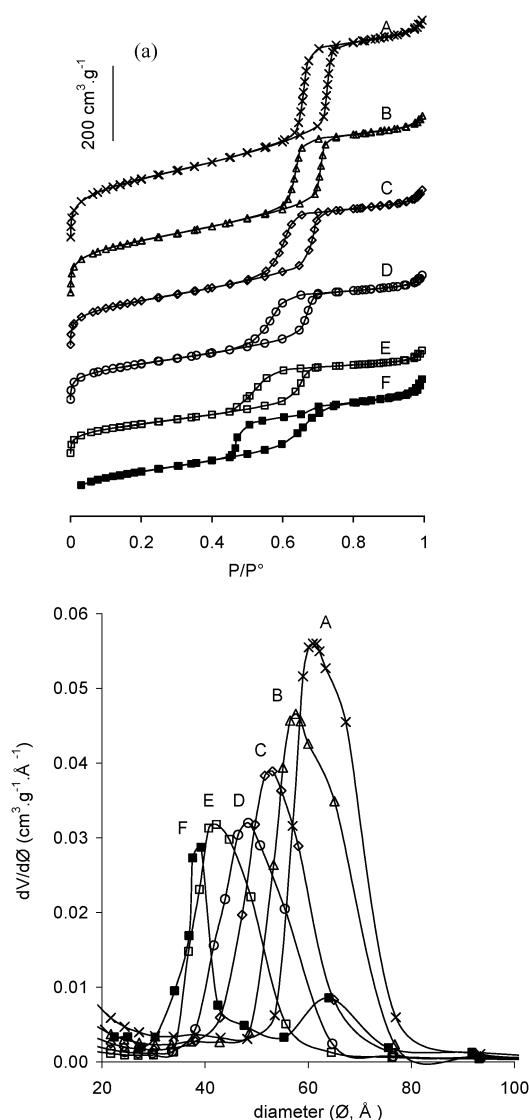 (a)
200 cm³.g⁻¹
A
B
C
D
E
F
0 0.2 0.4 0.6 0.8 1
P/P°
0.06
0.05
0.04
0.03
0.02
0.01
0.00
dV/dØ (cm³.g⁻¹.Å⁻¹)
A
B
C
F E D
20 40 60 80 100
diameter (Ø, Å)